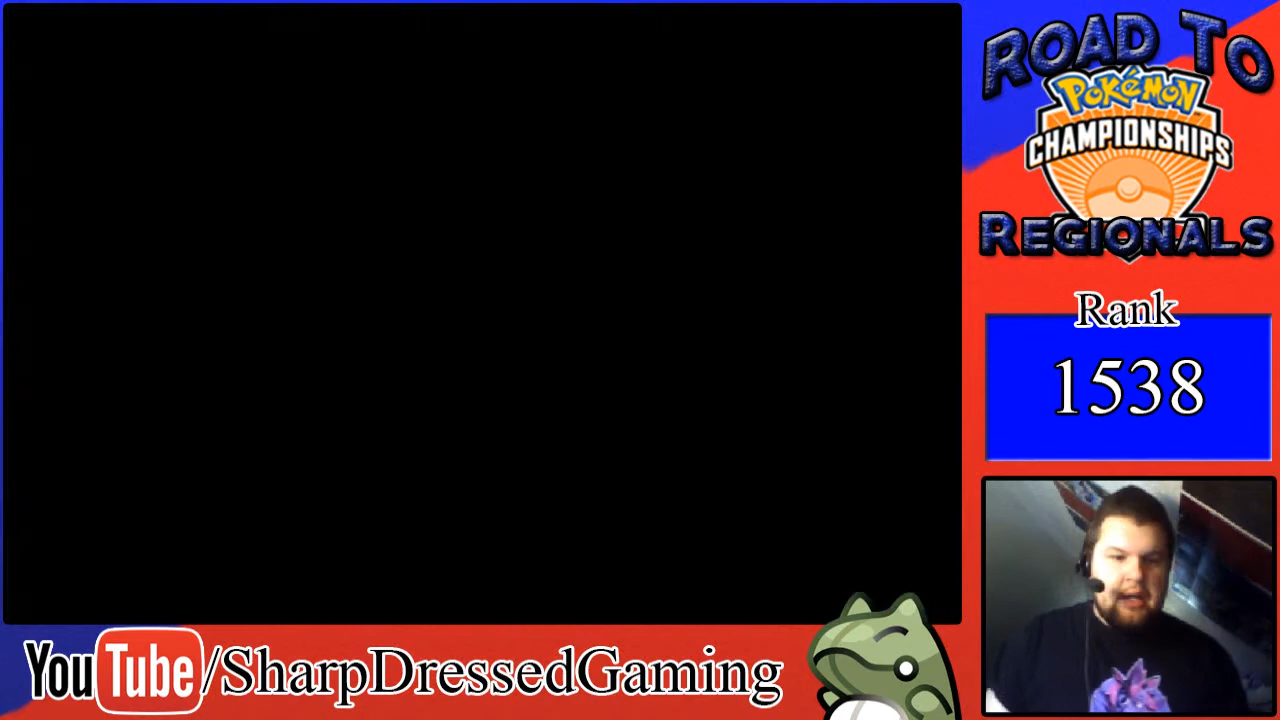 ROAD TO
POKéMON
CHAMPIONSHIPS
REGIONALS
Rank
1538
YouTube/SharpDressedGaming